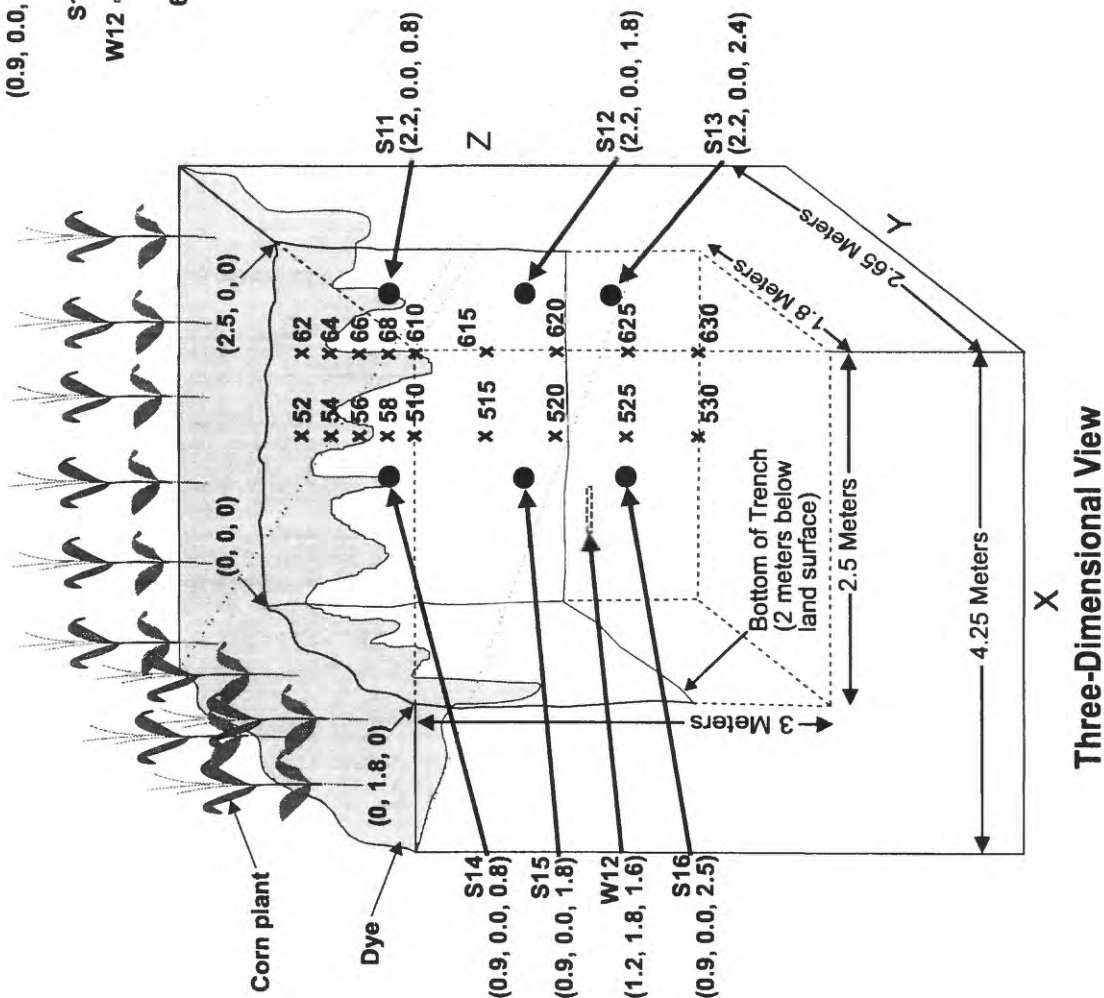 (0.9, 0.0,
S1
W12
6
Corn plant
Dye
(0, 0, 0)
(2.5, 0, 0)
(0, 1.8, 0)
x 52
x 54
x 56
x 58
x 510
x 515
x 520
x 525
x 530
x 62
x 64
x 66
x 68
x 610
x 615
x 620
x 625
x 630
S11
(2.2, 0.0, 0.8)
Z
S12
(2.2, 0.0, 1.8)
S13
(2.2, 0.0, 2.4)
S14
(0.9, 0.0, 0.8)
S15
(0.9, 0.0, 1.8)
W12
(1.2, 1.8, 1.6)
S16
(0.9, 0.0, 2.5)
3 Meters
Bottom of Trench
(2 meters below
land surface)
1.8 Meters
2.65 Meters
Y
2.5 Meters
4.25 Meters
X
Three-Dimensional View